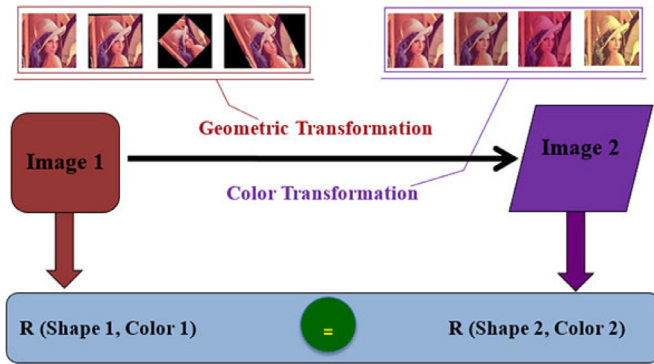 Geometric Transformation
Image 1
Image 2
Color Transformation
R (Shape 1, Color 1)
=
R (Shape 2, Color 2)